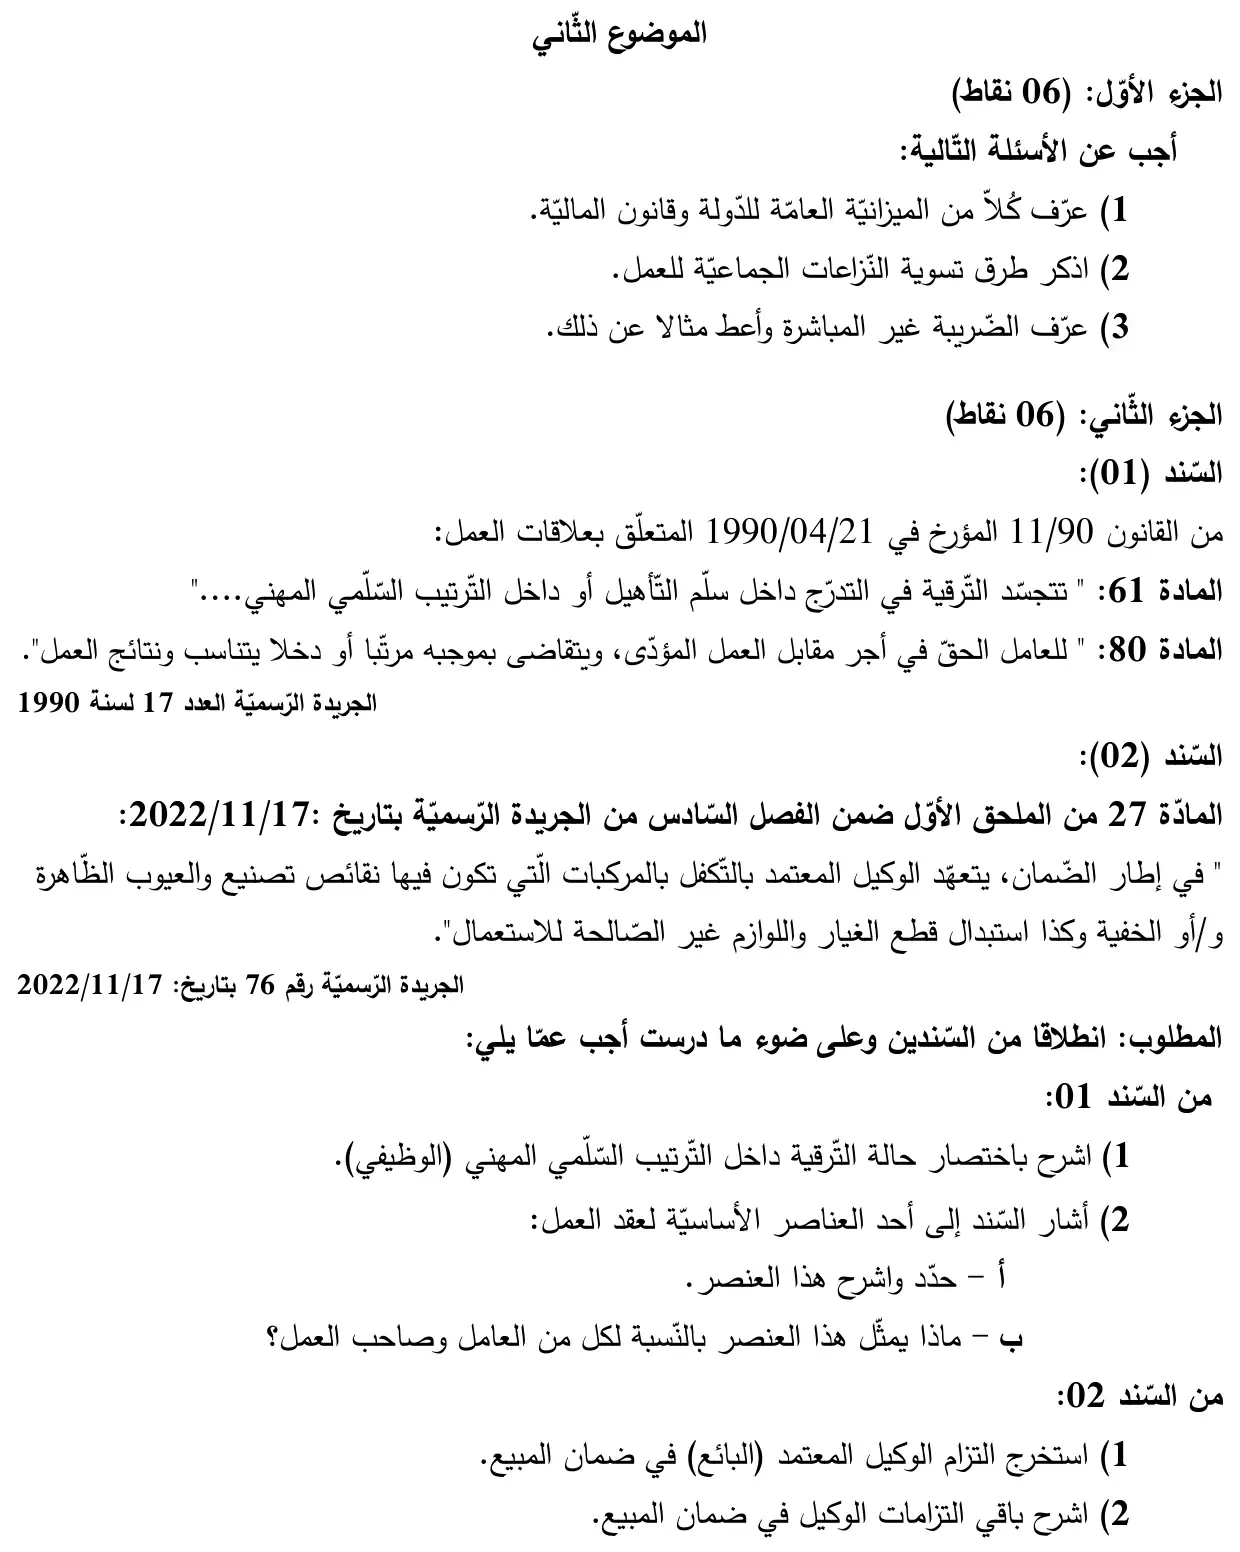 الموضوع الثّاني
الجزء الأوّل: (06 نقاط)
أجب عن الأسئلة التّالية:
1) عرّف كُلاّ من الميزانيّة العامّة للدّولة وقانون الماليّة.
2) اذكر طرق تسوية النّزاعات الجماعيّة للعمل.
3) عرّف الضّريبة غير المباشرة وأعط مثالا عن ذلك.
الجزء الثّاني: (06 نقاط)
السّند (01):
من القانون 11/90 المؤرخ في 1990/04/21 المتعلّق بعلاقات العمل:
المادة 61: " تتجسّد التّرقية في التدرّج داخل سلّم التّأهيل أو داخل التّرتيب السّلّمي المهني...."
المادة 80: " للعامل الحقّ في أجر مقابل العمل المؤدّى، ويتقاضى بموجبه مرتّبا أو دخلا يتناسب ونتائج العمل".
الجريدة الرّسميّة العدد 17 لسنة 1990
السّند (02):
المادّة 27 من الملحق الأوّل ضمن الفصل السّادس من الجريدة الرّسميّة بتاريخ :2022/11/17:
" في إطار الضّمان، يتعهّد الوكيل المعتمد بالتّكفل بالمركبات الّتي تكون فيها نقائص تصنيع والعيوب الظّاهرة
و/أو الخفية وكذا استبدال قطع الغيار واللوازم غير الصّالحة للاستعمال".
الجريدة الرّسميّة رقم 76 بتاريخ: 2022/11/17
المطلوب: انطلاقا من السّندين وعلى ضوء ما درست أجب عمّا يلي:
من السّند 01:
1) اشرح باختصار حالة التّرقية داخل التّرتيب السّلّمي المهني (الوظيفي).
2) أشار السّند إلى أحد العناصر الأساسيّة لعقد العمل:
أ – حدّد واشرح هذا العنصر.
ب – ماذا يمثّل هذا العنصر بالنّسبة لكل من العامل وصاحب العمل؟
من السّند 02:
1) استخرج التزام الوكيل المعتمد (البائع) في ضمان المبيع.
2) اشرح باقي التزامات الوكيل في ضمان المبيع.